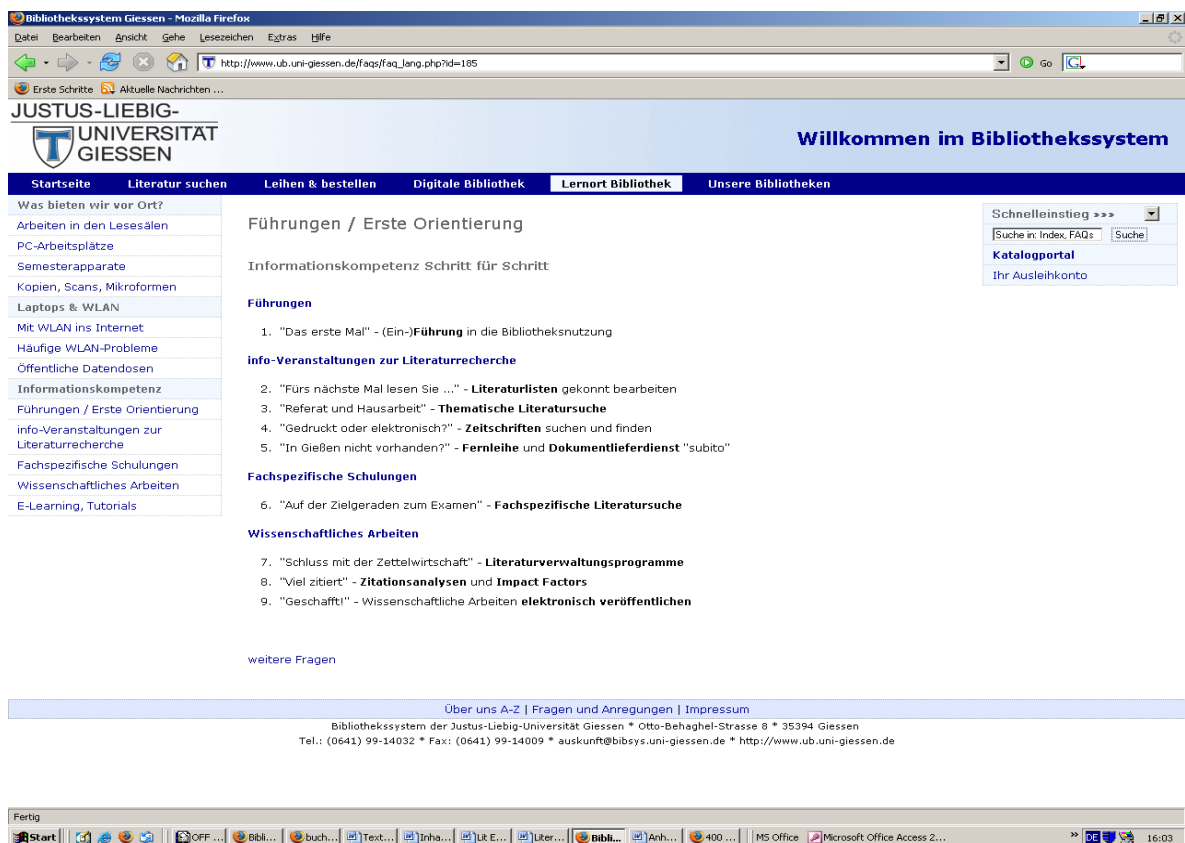 Bibliothekssystem Giessen - Mozilla Firefox
Datei Bearbeiten Ansicht Gehe Lesezeichen Extras Hilfe
http://www.ub.uni-giessen.de/faqs/faq_lang.php?id=185
Go
G
Erste Schritte Aktuelle Nachrichten ...
JUSTUS-LIEBIG-
UNIVERSITÄT
GIESSEN
Willkommen im Bibliothekssystem
Startseite Literatur suchen Leihen & bestellen Digitale Bibliothek Lernort Bibliothek Unsere Bibliotheken
Was bieten wir vor Ort?
Arbeiten in den Lesesälen
PC-Arbeitsplätze
Semesterapparate
Kopien, Scans, Mikroformen
Laptops & WLAN
Mit WLAN ins Internet
Häufige WLAN-Probleme
Öffentliche Datendosen
Informationskompetenz
Führungen / Erste Orientierung
info-Veranstaltungen zur
Literaturrecherche
Fachspezifische Schulungen
Wissenschaftliches Arbeiten
E-Learning, Tutorials
Führungen / Erste Orientierung
Informationskompetenz Schritt für Schritt
Führungen
1. "Das erste Mal" - (Ein-)Führung in die Bibliotheksnutzung
info-Veranstaltungen zur Literaturrecherche
2. "Fürs nächste Mal lesen Sie ..." - Literaturlisten gekonnt bearbeiten
3. "Referat und Hausarbeit" - Thematische Literatursuche
4. "Gedruckt oder elektronisch?" - Zeitschriften suchen und finden
5. "In Gießen nicht vorhanden?" - Fernleihe und Dokumentlieferdienst "subito"
Fachspezifische Schulungen
6. "Auf der Zielgeraden zum Examen" - Fachspezifische Literatursuche
Wissenschaftliches Arbeiten
7. "Schluss mit der Zettelwirtschaft" - Literaturverwaltungsprogramme
8. "Viel zitiert" - Zitationsanalysen und Impact Factors
9. "Geschafft!" - Wissenschaftliche Arbeiten elektronisch veröffentlichen
weitere Fragen
Schnelleinstieg »»»
Suche in: Index, FAQs Suche
Katalogportal
Ihr Ausleihkonto
Über uns A-Z | Fragen und Anregungen | Impressum
Bibliothekssystem der Justus-Liebig-Universität Giessen * Otto-Behaghel-Strasse 8 * 35394 Giessen
Tel.: (0641) 99-14032 * Fax: (0641) 99-14009 * auskunft@bibsys.uni-giessen.de * http://www.ub.uni-giessen.de
Fertig
Start OFF ... Bibli... buch... Text... Inha... Lit E... Liter... Bibli... Anh... 400 ... MS Office Microsoft Office Access 2... » DE 16:03